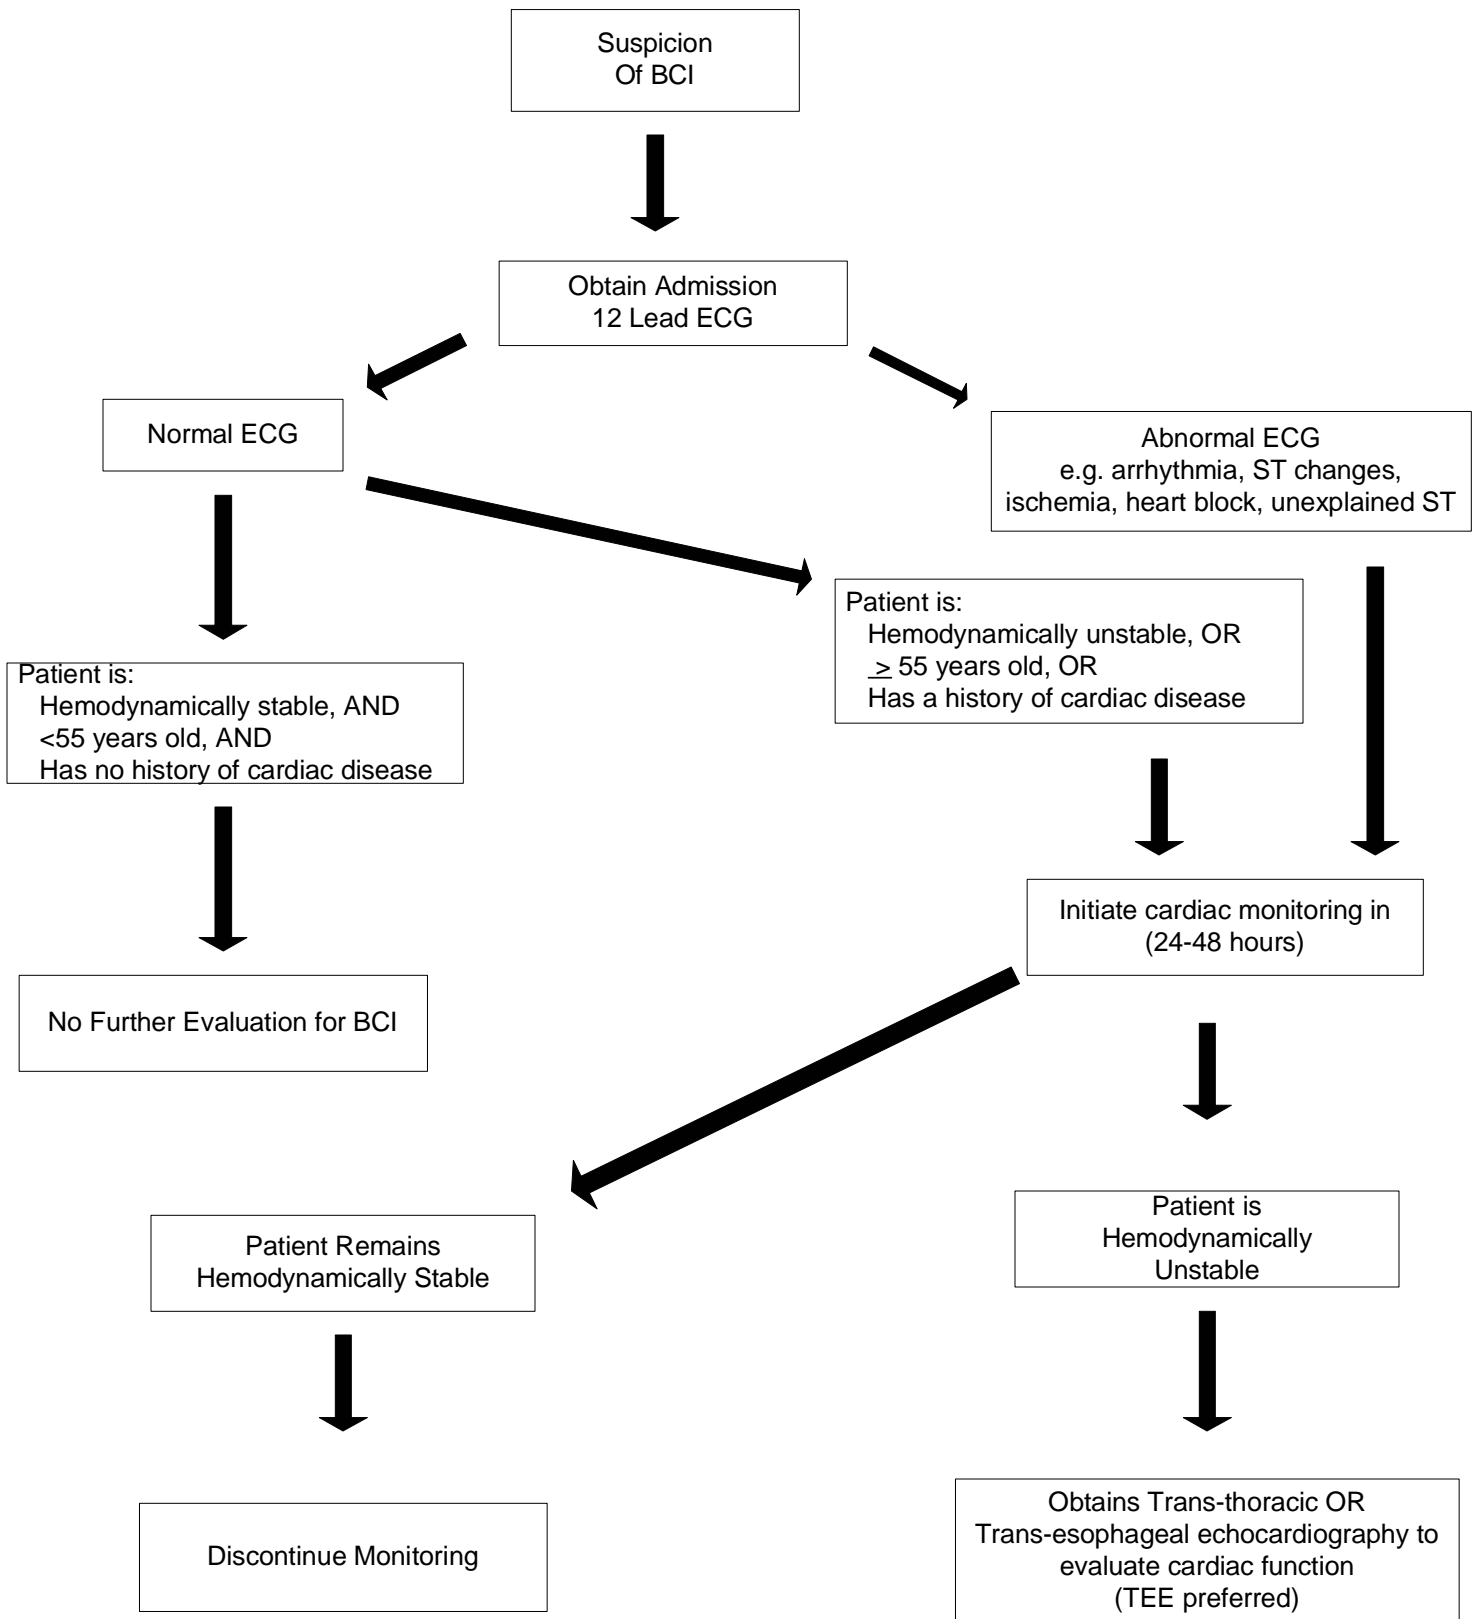 Suspicion
Of BCI
Obtain Admission
12 Lead ECG
Normal ECG
Abnormal ECG
e.g. arrhythmia, ST changes,
ischemia, heart block, unexplained ST
Patient is:
Hemodynamically unstable, OR
≥ 55 years old, OR
Has a history of cardiac disease
Patient is:
Hemodynamically stable, AND
<55 years old, AND
Has no history of cardiac disease
Initiate cardiac monitoring in
(24-48 hours)
No Further Evaluation for BCI
Patient is
Hemodynamically
Unstable
Patient Remains
Hemodynamically Stable
Obtains Trans-thoracic OR
Trans-esophageal echocardiography to
evaluate cardiac function
(TEE preferred)
Discontinue Monitoring